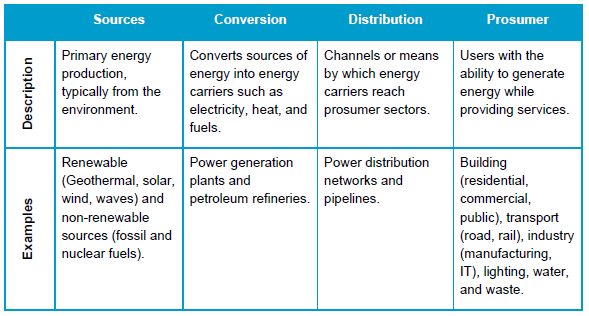 Sources
Conversion
Distribution
Prosumer
Description
Primary energy
production,
typically from the
environment.
Converts sources of
energy into energy
carriers such as
electricity, heat, and
fuels.
Channels or means
by which energy
carriers reach
prosumer sectors.
Users with the
ability to generate
energy while
providing services.
Examples
Renewable
(Geothermal, solar,
wind, waves) and
non-renewable
sources (fossil and
nuclear fuels).
Power generation
plants and
petroleum refineries.
Power distribution
networks and
pipelines.
Building
(residential,
commercial,
public), transport
(road, rail), industry
(manufacturing,
IT), lighting, water,
and waste.